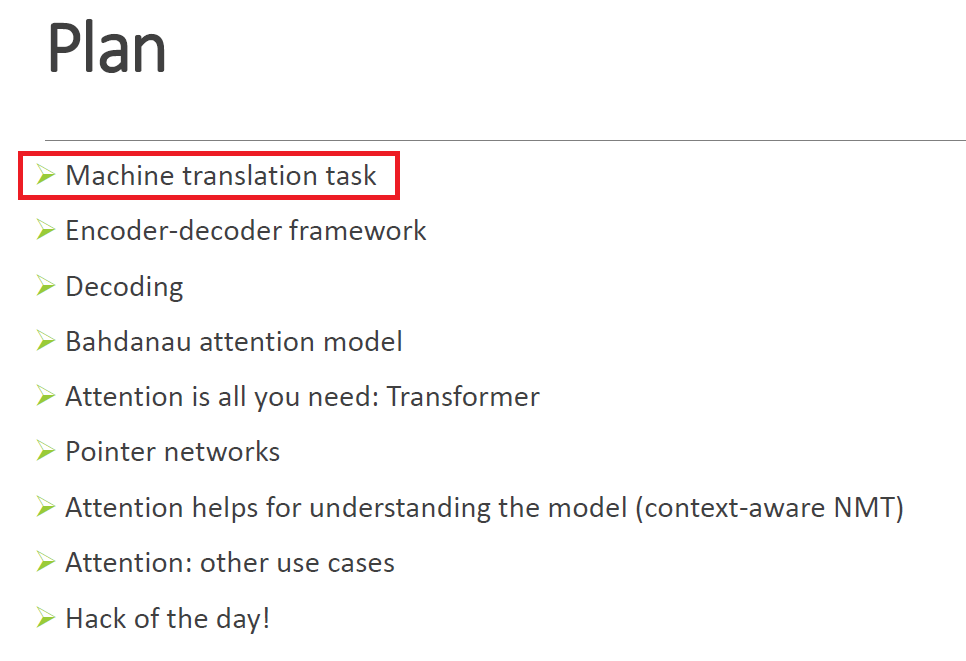 Plan
Machine translation task
Encoder-decoder framework
Decoding
Bahdanau attention model
Attention is all you need: Transformer
Pointer networks
Attention helps for understanding the model (context-aware NMT)
Attention: other use cases
Hack of the day!